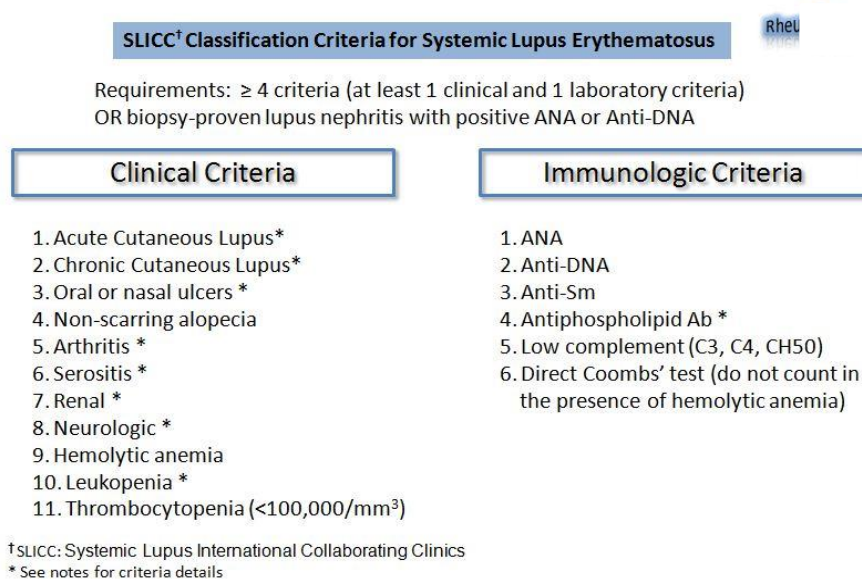 SLICC† Classification Criteria for Systemic Lupus Erythematosus
Requirements: ≥ 4 criteria (at least 1 clinical and 1 laboratory criteria)
OR biopsy-proven lupus nephritis with positive ANA or Anti-DNA
Clinical Criteria
1. Acute Cutaneous Lupus*
2. Chronic Cutaneous Lupus*
3. Oral or nasal ulcers *
4. Non-scarring alopecia
5. Arthritis *
6. Serositis *
7. Renal *
8. Neurologic *
9. Hemolytic anemia
10. Leukopenia *
11. Thrombocytopenia (<100,000/mm³)
Immunologic Criteria
1. ANA
2. Anti-DNA
3. Anti-Sm
4. Antiphospholipid Ab *
5. Low complement (C3, C4, CH50)
6. Direct Coombs’ test (do not count in
the presence of hemolytic anemia)
†SLICC: Systemic Lupus International Collaborating Clinics
* See notes for criteria details